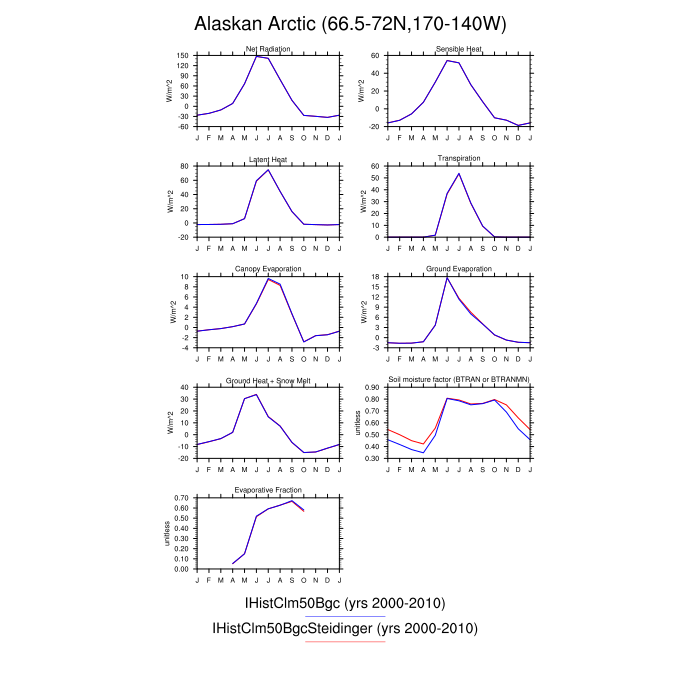 Alaskan Arctic (66.5-72N,170-140W)
Net Radiation
W/m^2
150
120
90
60
30
0
-30
-60
J F M A M J J A S O N D J
Sensible Heat
W/m^2
60
40
20
0
-20
J F M A M J J A S O N D J
Latent Heat
W/m^2
80
60
40
20
0
-20
J F M A M J J A S O N D J
Transpiration
W/m^2
60
50
40
30
20
10
0
J F M A M J J A S O N D J
Canopy Evaporation
W/m^2
10
8
6
4
2
0
-2
-4
J F M A M J J A S O N D J
Ground Evaporation
W/m^2
18
15
12
9
6
3
0
-3
J F M A M J J A S O N D J
Ground Heat + Snow Melt
W/m^2
40
30
20
10
0
-10
-20
J F M A M J J A S O N D J
Soil moisture factor (BTRAN or BTRANMN)
unitless
0.90
0.80
0.70
0.60
0.50
0.40
0.30
J F M A M J J A S O N D J
Evaporative Fraction
unitless
0.70
0.60
0.50
0.40
0.30
0.20
0.10
0.00
J F M A M J J A S O N D J
IHistClm50Bgc (yrs 2000-2010)
IHistClm50BgcSteidinger (yrs 2000-2010)